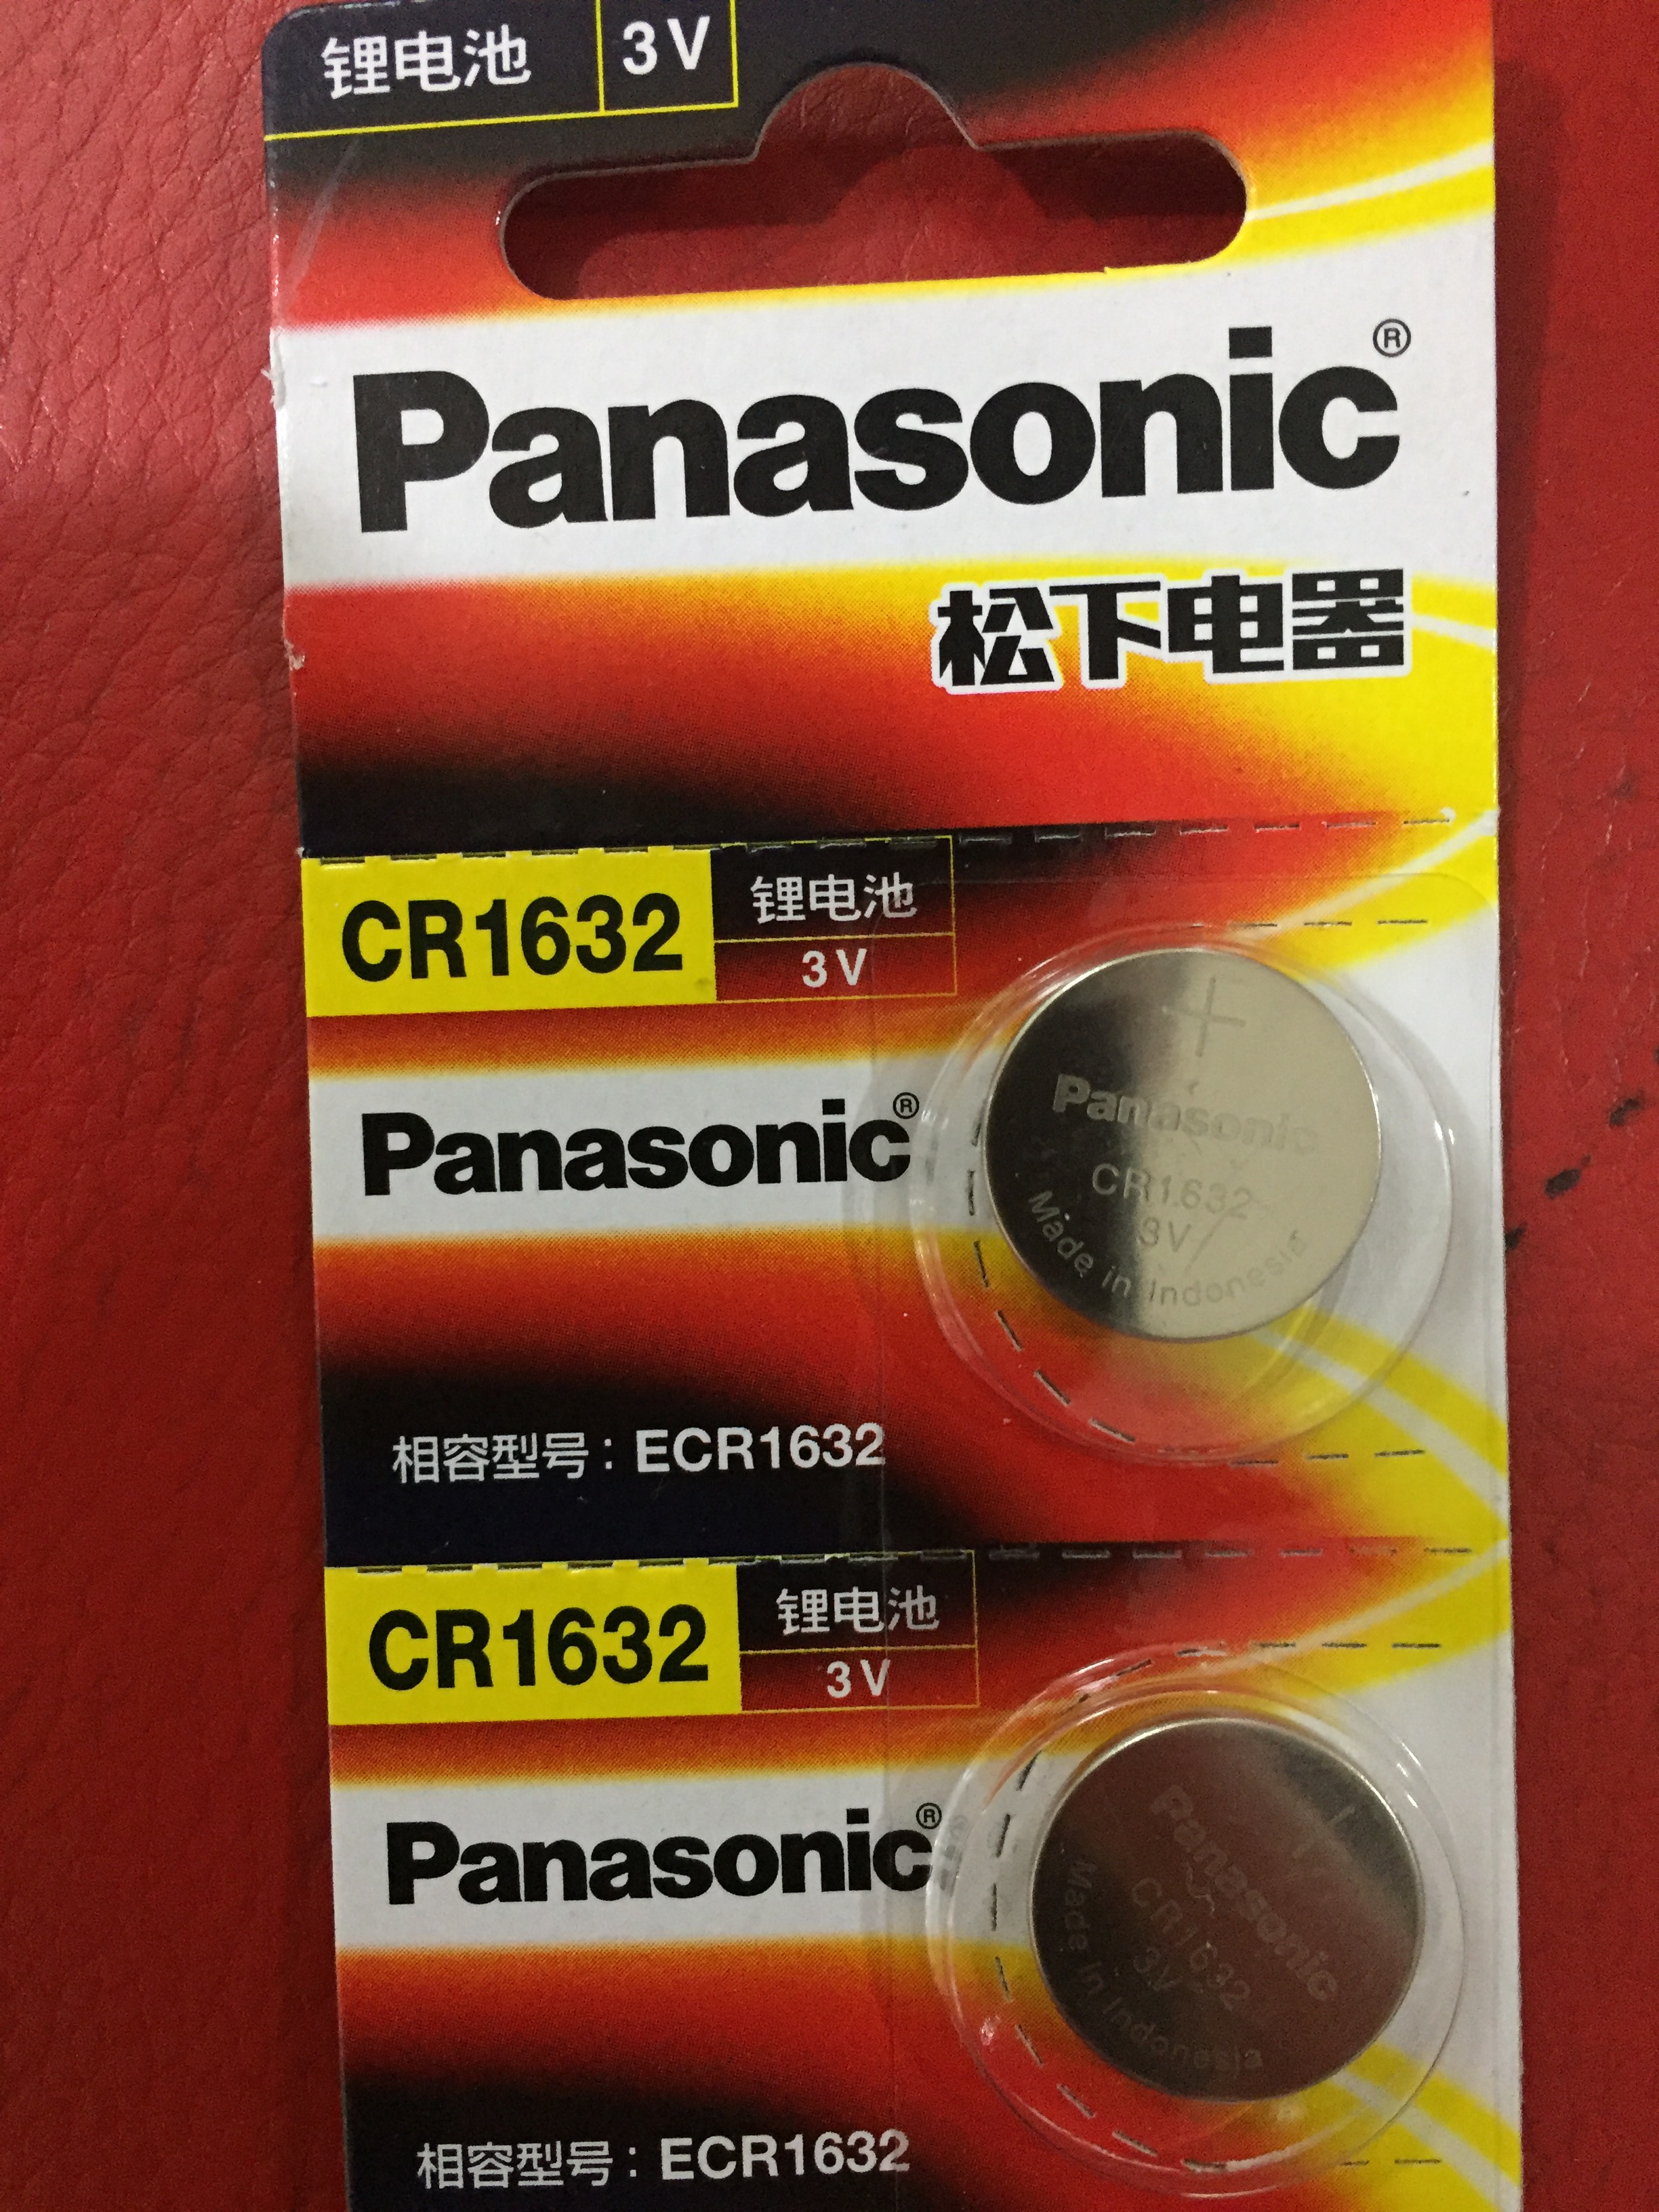 锂电池 3V
Panasonic®
松下电器
CR1632 锂电池
3V
Panasonic®
+
Panasonic
CR1632
3V
Made in Indonesia
相容型号：ECR1632
CR1632 锂电池
3V
Panasonic®
+
Panasonic
CR1632
3V
Made in Indonesia
相容型号：ECR1632